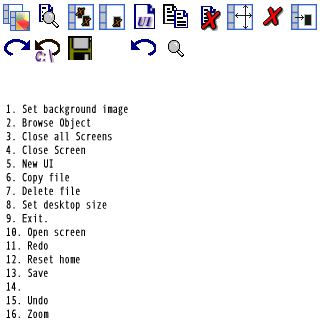 UI
C:\
1. Set background image
2. Browse Object
3. Close all Screens
4. Close Screen
5. New UI
6. Copy file
7. Delete file
8. Set desktop size
9. Exit.
10. Open screen
11. Redo
12. Reset home
13. Save
14.
15. Undo
16. Zoom